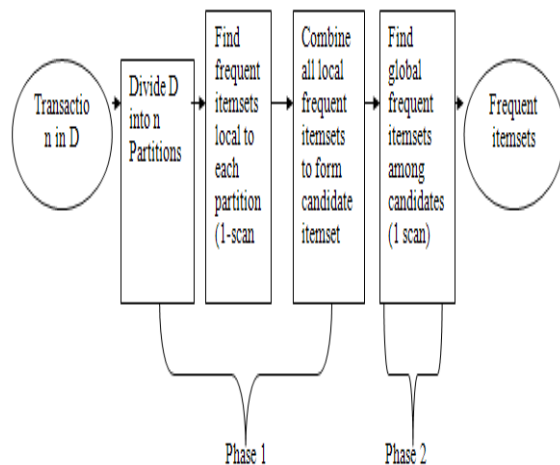 Transactio
n in D
Divide D
into n
Partitions
Find
frequent
itemsets
local to
each
partition
(1-scan
Combine
all local
frequent
itemsets
to form
candidate
itemset
Find
global
frequent
itemsets
among
candidates
(1 scan)
Frequent
itemsets
Phase 1
Phase 2